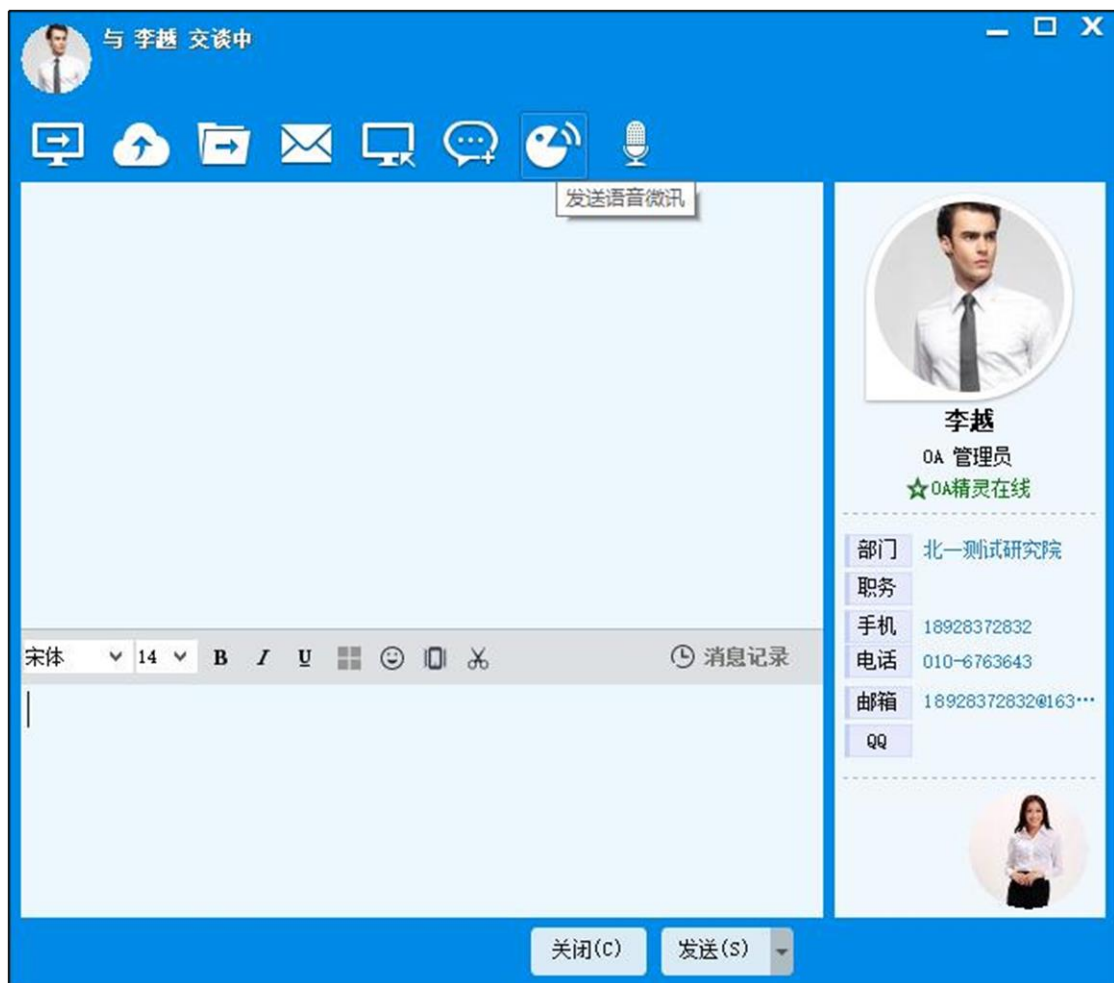 与 李越 交谈中
发送语音微讯
李越
OA 管理员
☆OA精灵在线
部门 北一测试研究院
职务
手机 18928372832
电话 010-6763643
邮箱 18928372832@163…
QQ
宋体 14 B I U 消息记录
关闭(C) 发送(S)